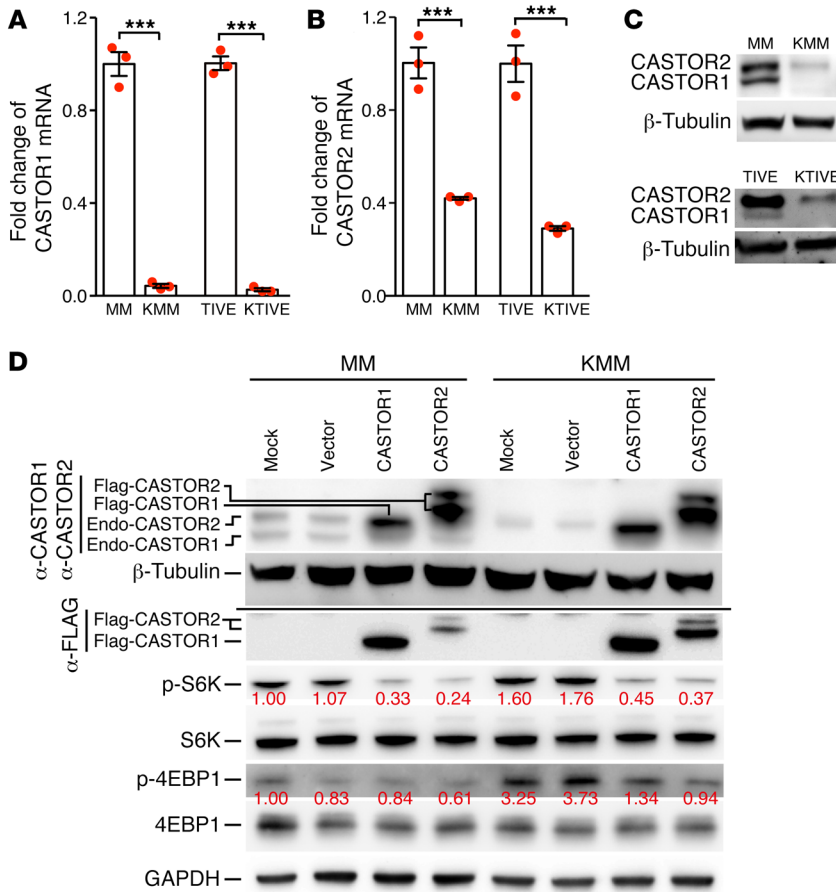 A
B
C
Fold change of
CASTOR1 mRNA
1.2
0.8
0.4
0.0
***
***
MM
KMM
TIVE
KTIVE
Fold change of
CASTOR2 mRNA
1.2
0.8
0.4
0.0
***
***
MM
KMM
TIVE
KTIVE
MM KMM
CASTOR2
CASTOR1
β-Tubulin
TIVE KTIVE
CASTOR2
CASTOR1
β-Tubulin
D
MM
KMM
Mock
Vector
CASTOR1
CASTOR2
Mock
Vector
CASTOR1
CASTOR2
α-CASTOR1
α-CASTOR2
Flag-CASTOR2
Flag-CASTOR1
Endo-CASTOR2
Endo-CASTOR1
β-Tubulin
α-FLAG
Flag-CASTOR2
Flag-CASTOR1
p-S6K
1.00 1.07 0.33 0.24 1.60 1.76 0.45 0.37
S6K
p-4EBP1
1.00 0.83 0.84 0.61 3.25 3.73 1.34 0.94
4EBP1
GAPDH